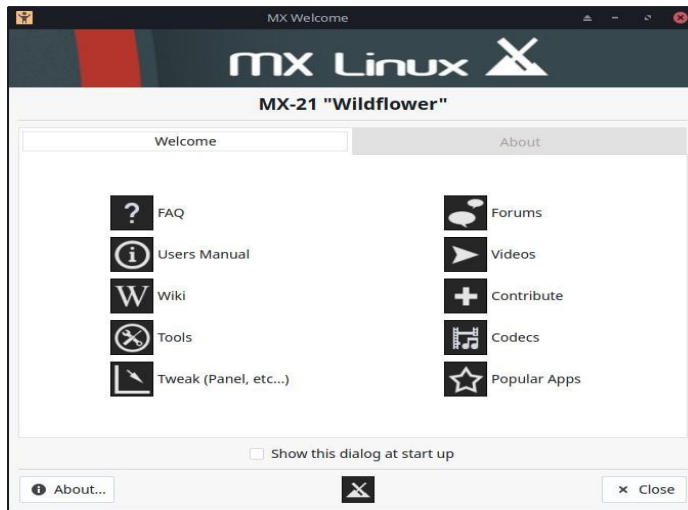 MX Welcome
MX Linux
MX-21 "Wildflower"
Welcome About
? FAQ
Forums
i Users Manual
Videos
W Wiki
Contribute
Tools
Codecs
Tweak (Panel, etc...)
Popular Apps
Show this dialog at start up
About...
Close